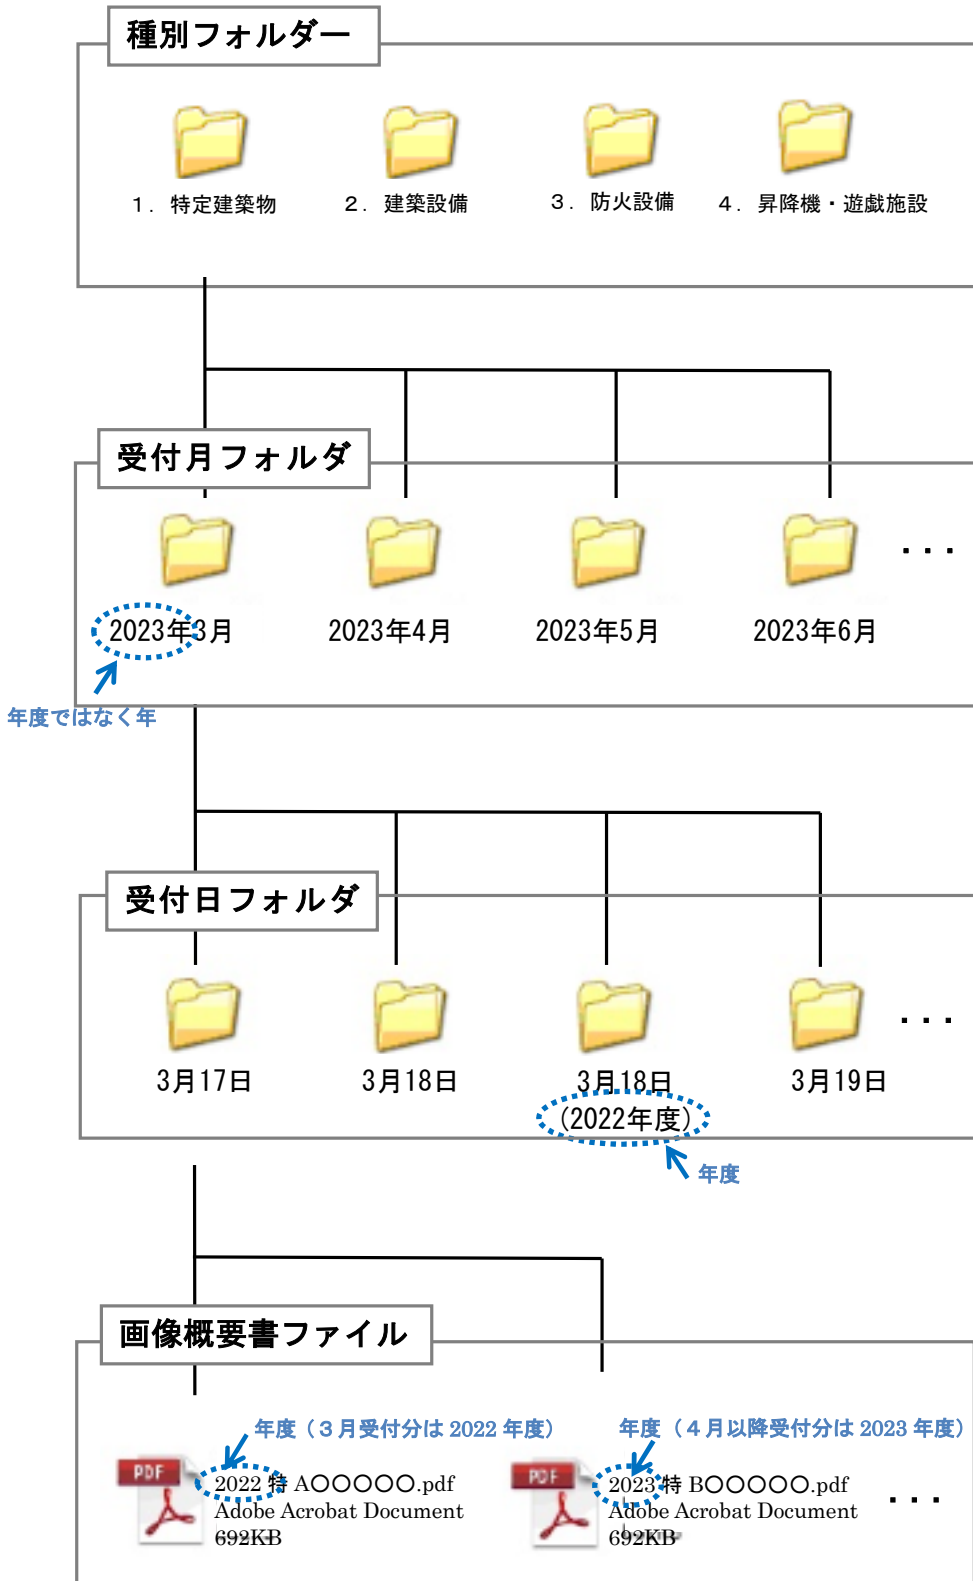 種別フォルダー
１．特定建築物
２．建築設備
３．防火設備
４．昇降機・遊戯施設
受付月フォルダ
2023年3月
2023年4月
2023年5月
2023年6月
・・・
年度ではなく年
受付日フォルダ
3月17日
3月18日
3月18日
(2022年度)
3月19日
・・・
年度
画像概要書ファイル
年度（３月受付分は 2022 年度）
年度（４月以降受付分は 2023 年度）
PDF
2022 特 A〇〇〇〇〇.pdf
Adobe Acrobat Document
692KB
PDF
2023 特 B〇〇〇〇〇.pdf
Adobe Acrobat Document
692KB
・・・